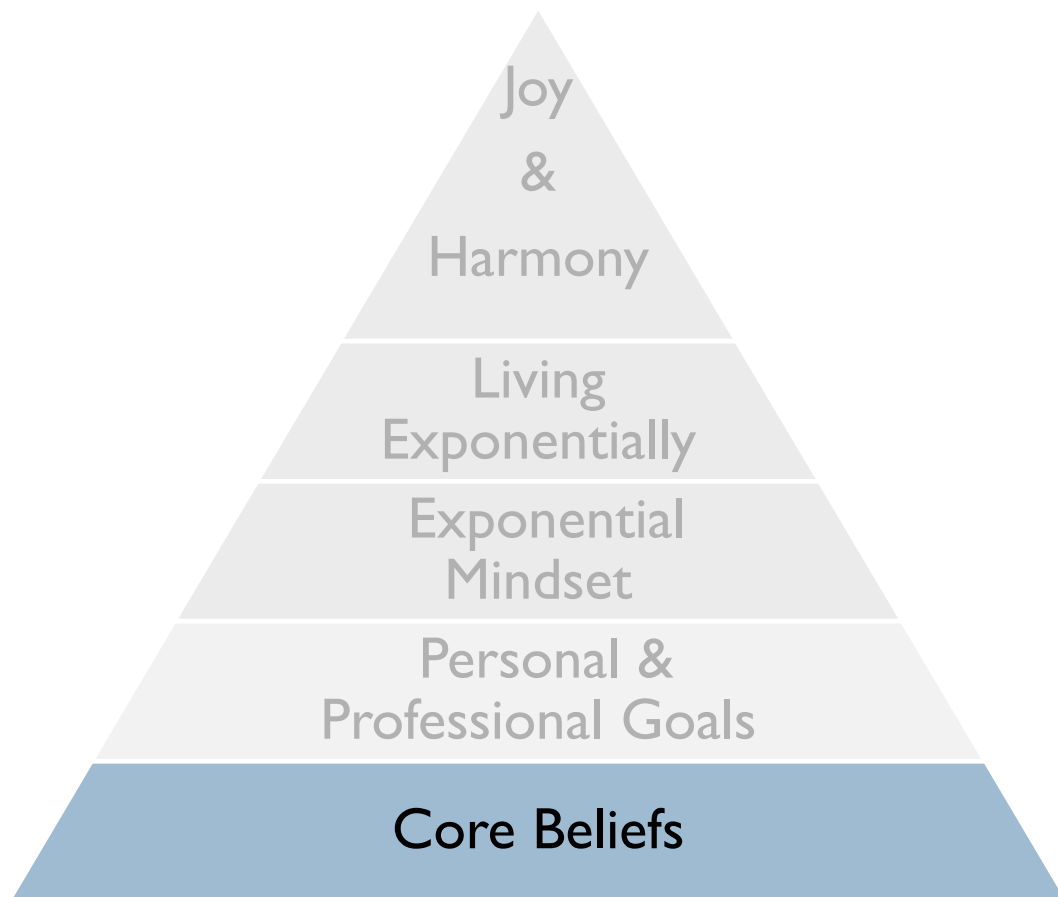 Joy
&
Harmony
Living
Exponentially
Exponential
Mindset
Personal &
Professional Goals
Core Beliefs